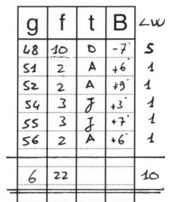 g f t B LW
48 10 D -7' 5
51 2 A +6' 1
52 2 A +9' 1
54 3 J +3' 1
55 3 J +7' 1
56 2 A +6' 1
6 22 10